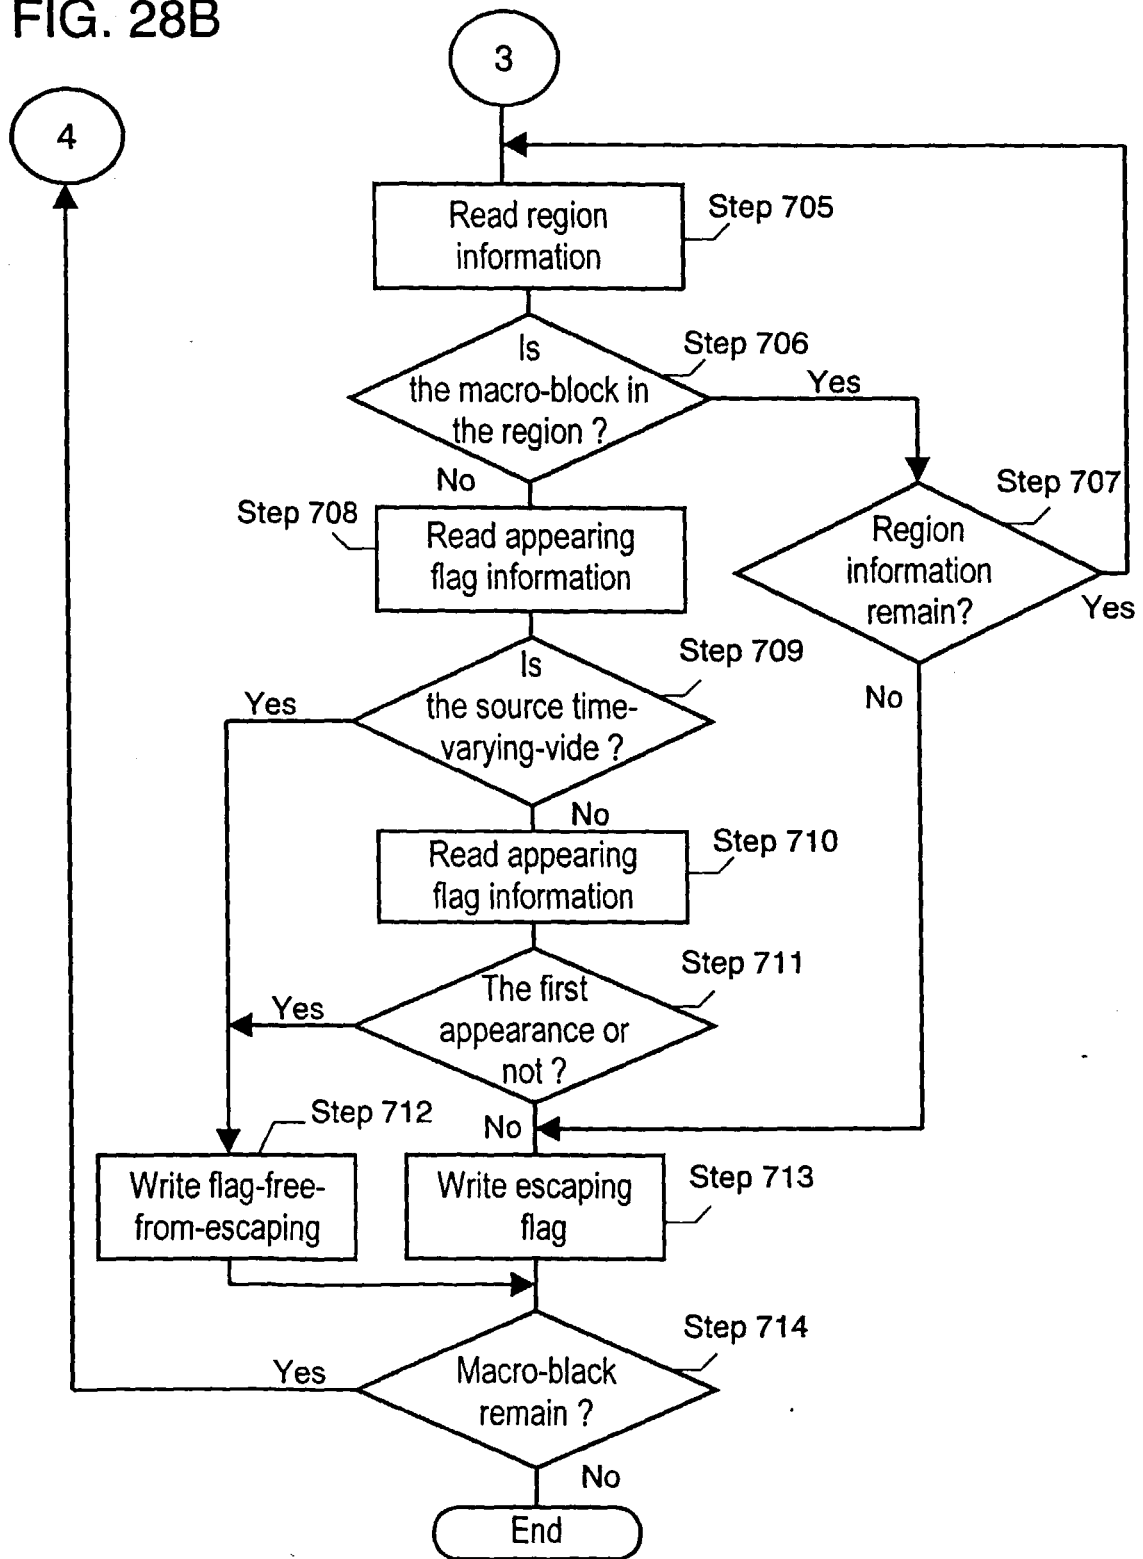 FIG. 28B
3
4
Read region
information
Step 705
Is
the macro-block in
the region ?
Step 706
Yes
No
Step 707
Region
information
remain?
Yes
No
Step 708
Read appearing
flag information
Is
the source time-
varying-vide ?
Step 709
Yes
No
Read appearing
flag information
Step 710
The first
appearance or
not ?
Step 711
Yes
No
Step 712
Write flag-free-
from-escaping
Write escaping
flag
Step 713
Macro-black
remain ?
Step 714
Yes
No
End